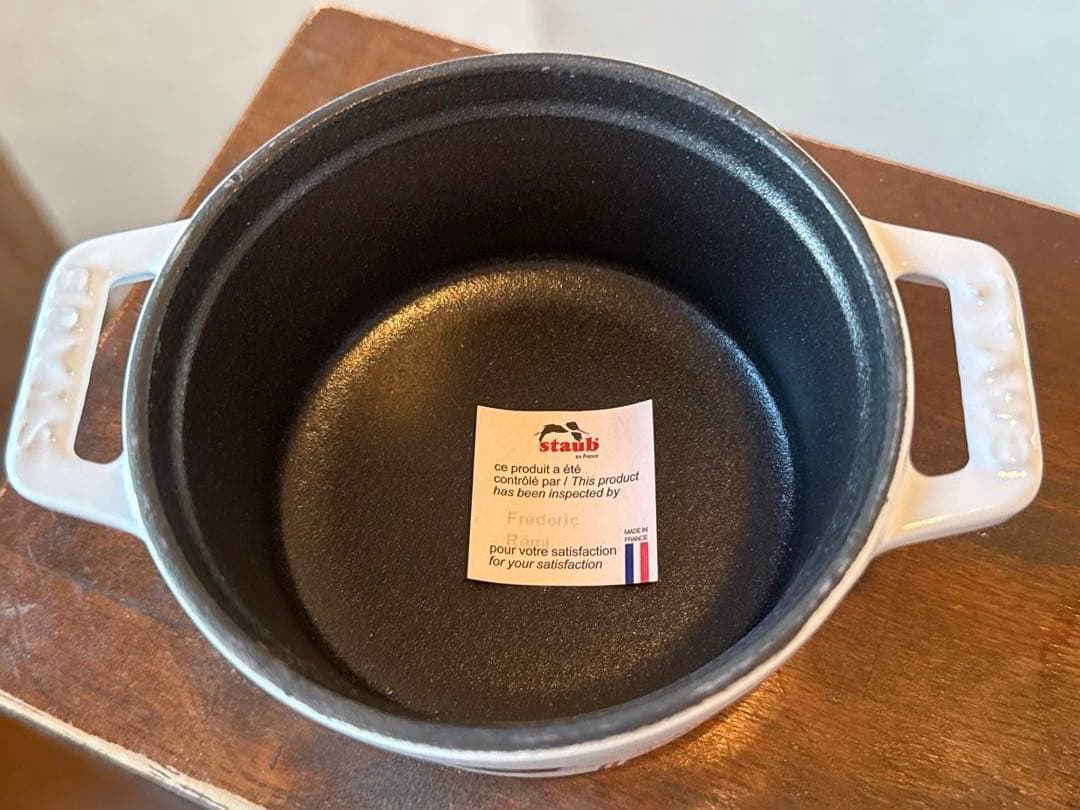 STAUB
staub
en France
ce produit a été
contrôlé par / This product
has been inspected by
Frédéric
Rémi
pour votre satisfaction
for your satisfaction
MADE IN
FRANCE